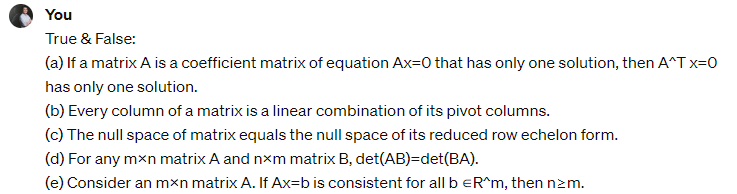 You
True & False:
(a) If a matrix A is a coefficient matrix of equation Ax=0 that has only one solution, then A^T x=0
has only one solution.
(b) Every column of a matrix is a linear combination of its pivot columns.
(c) The null space of matrix equals the null space of its reduced row echelon form.
(d) For any m×n matrix A and n×m matrix B, det(AB)=det(BA).
(e) Consider an m×n matrix A. If Ax=b is consistent for all b ∈R^m, then n≥m.